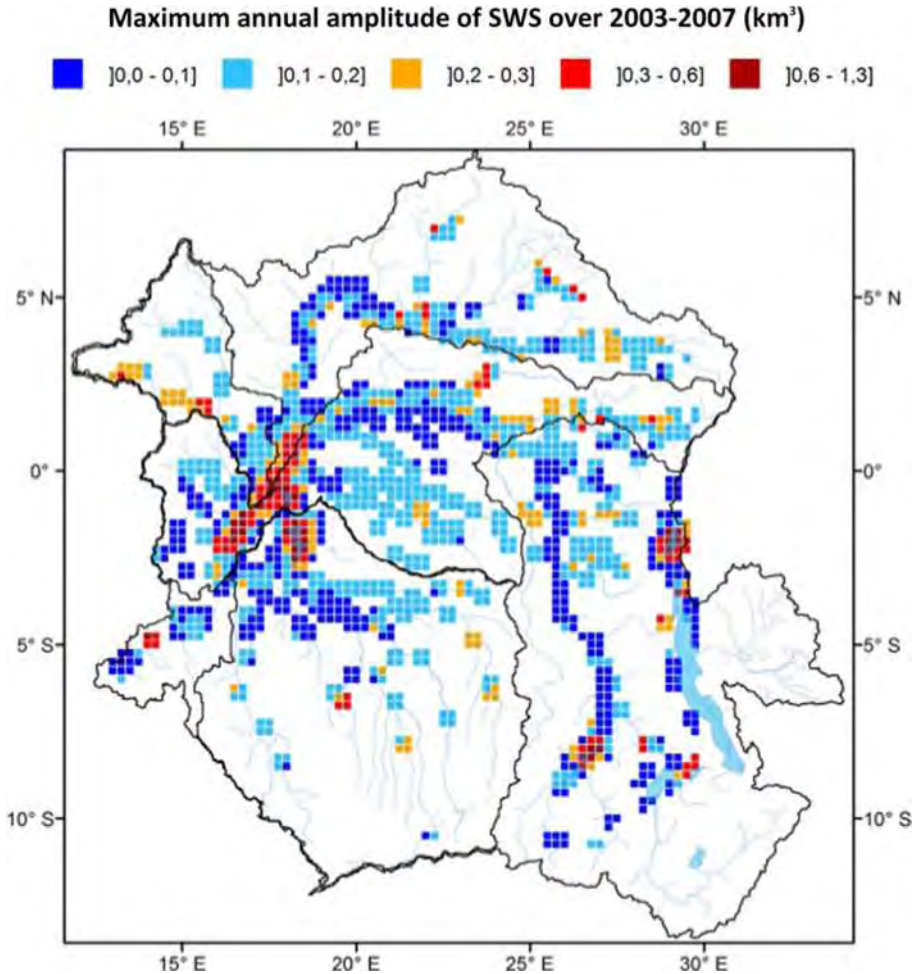 Maximum annual amplitude of SWS over 2003-2007 (km³)
]0,0 - 0,1] ]0,1 - 0,2] ]0,2 - 0,3] ]0,3 - 0,6] ]0,6 - 1,3]
15° E 20° E 25° E 30° E
5° N 5° N
0° 0°
5° S 5° S
10° S 10° S
15° E 20° E 25° E 30° E